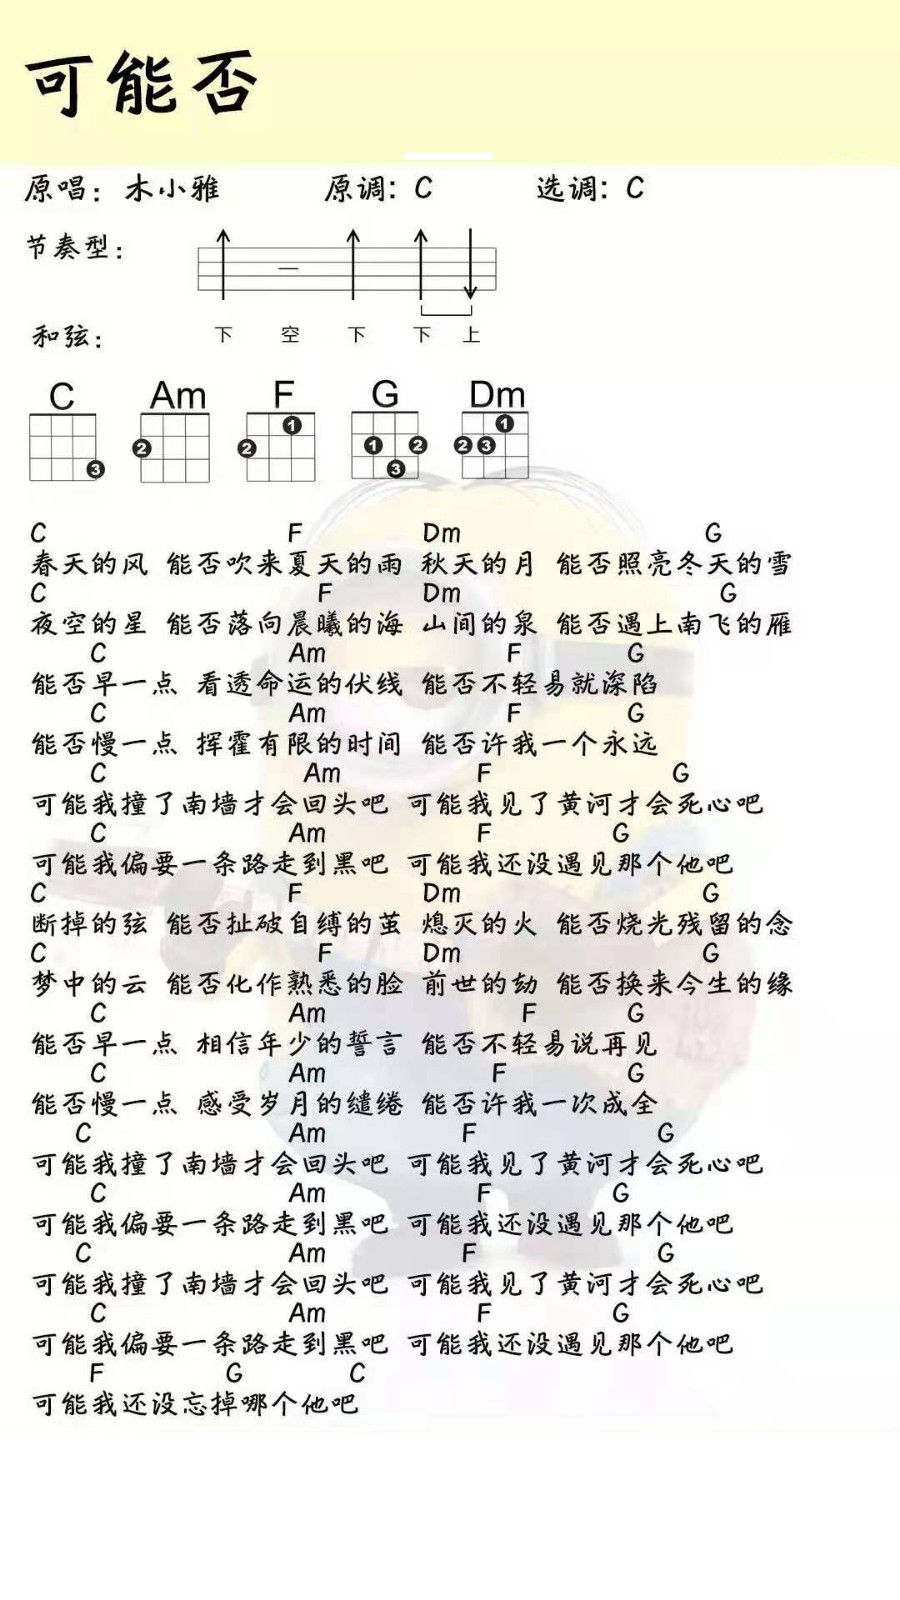 可能否
原唱：木小雅 原调：C 选调：C
节奏型：
下 空 下 下 上
和弦：
C Am F G Dm
3 2 1 2 1 2 3 1 2 3
C F Dm G
春天的风 能否吹来夏天的雨 秋天的月 能否照亮冬天的雪
C F Dm G
夜空的星 能否落向晨曦的海 山间的泉 能否遇上南飞的雁
C Am F G
能否早一点 看透命运的伏线 能否不轻易就深陷
C Am F G
能否慢一点 挥霍有限的时间 能否许我一个永远
C Am F G
可能我撞了南墙才会回头吧 可能我见了黄河才会死心吧
C Am F G
可能我偏要一条路走到黑吧 可能我还没遇见那个他吧
C F Dm G
断掉的弦 能否扯破自缚的茧 熄灭的火 能否烧光残留的念
C F Dm G
梦中的云 能否化作熟悉的脸 前世的劫 能否换来今生的缘
C Am F G
能否早一点 相信年少的誓言 能否不轻易说再见
C Am F G
能否慢一点 感受岁月的缱绻 能否许我一次成全
C Am F G
可能我撞了南墙才会回头吧 可能我见了黄河才会死心吧
C Am F G
可能我偏要一条路走到黑吧 可能我还没遇见那个他吧
C Am F G
可能我撞了南墙才会回头吧 可能我见了黄河才会死心吧
C Am F G
可能我偏要一条路走到黑吧 可能我还没遇见那个他吧
F G C
可能我还没忘掉哪个他吧